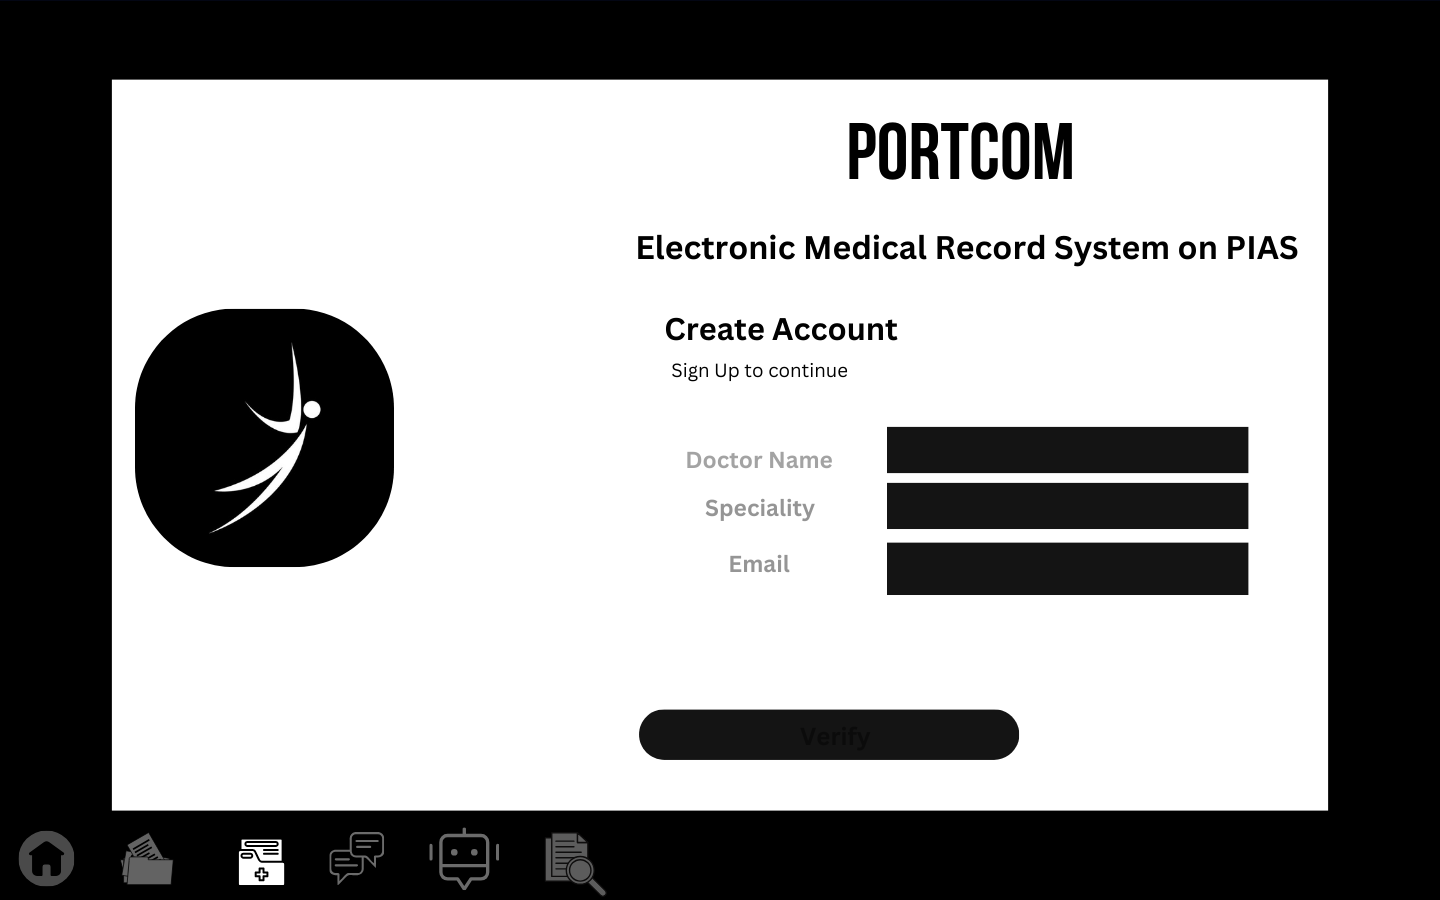 PORTCOM
Electronic Medical Record System on PIAS
Create Account
Sign Up to continue
Doctor Name
Speciality
Email
Verify